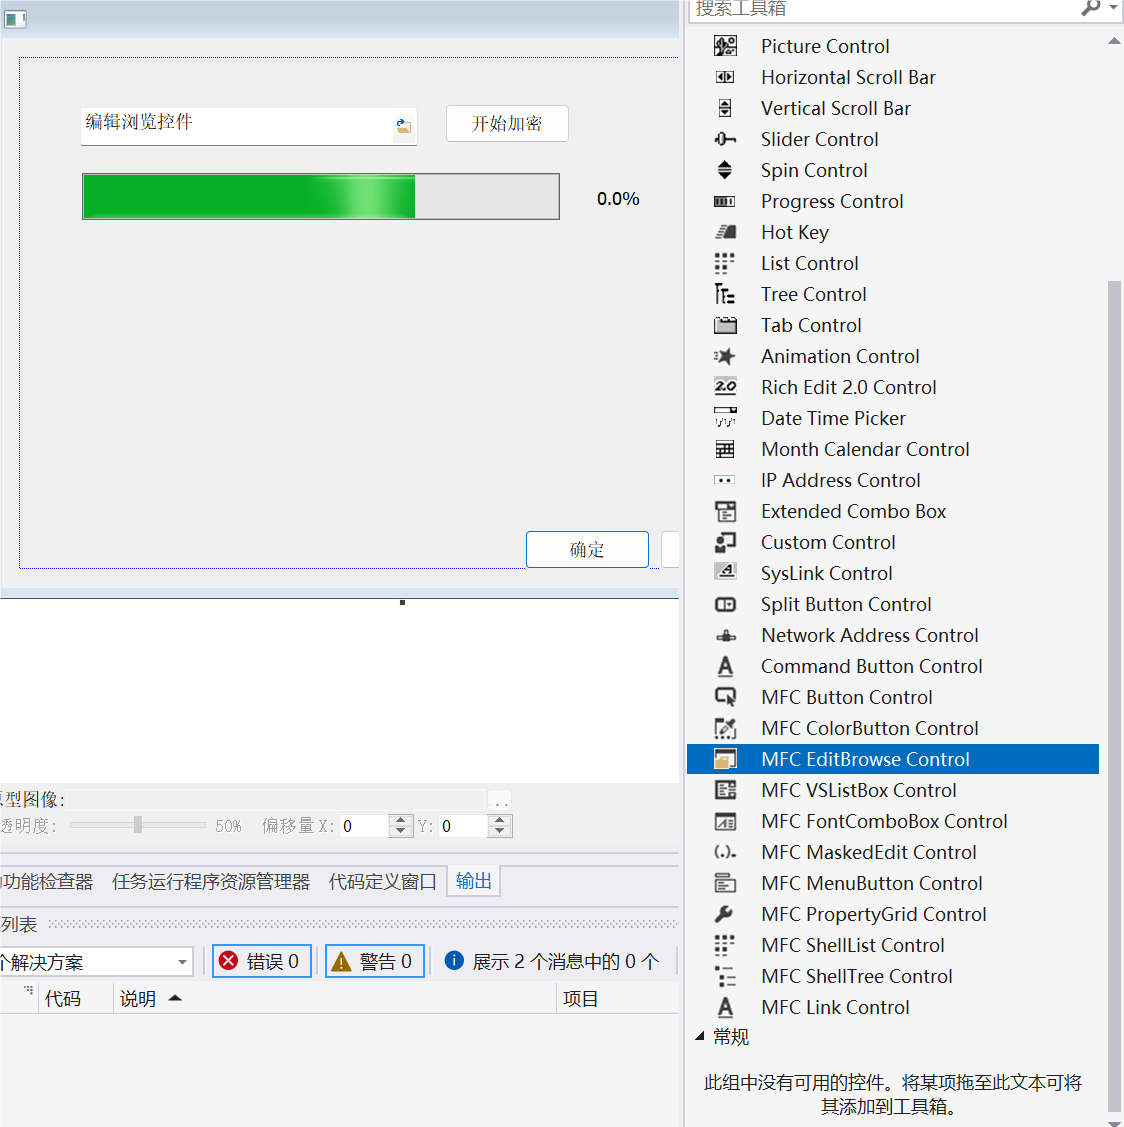 搜索工具箱
编辑浏览控件
开始加密
0.0%
确定
Picture Control
Horizontal Scroll Bar
Vertical Scroll Bar
Slider Control
Spin Control
Progress Control
Hot Key
List Control
Tree Control
Tab Control
Animation Control
Rich Edit 2.0 Control
Date Time Picker
Month Calendar Control
IP Address Control
Extended Combo Box
Custom Control
SysLink Control
Split Button Control
Network Address Control
Command Button Control
MFC Button Control
MFC ColorButton Control
MFC EditBrowse Control
MFC VSListBox Control
MFC FontComboBox Control
MFC MaskedEdit Control
MFC MenuButton Control
MFC PropertyGrid Control
MFC ShellList Control
MFC ShellTree Control
MFC Link Control
常规
此组中没有可用的控件。将某项拖至此文本可将
其添加到工具箱。
型图像:
..
透明度: 50% 偏移量 X: 0 Y: 0
功能检查器 任务运行程序资源管理器 代码定义窗口 输出
列表
个解决方案 错误 0 警告 0 展示 2 个消息中的 0 个
代码 说明 项目